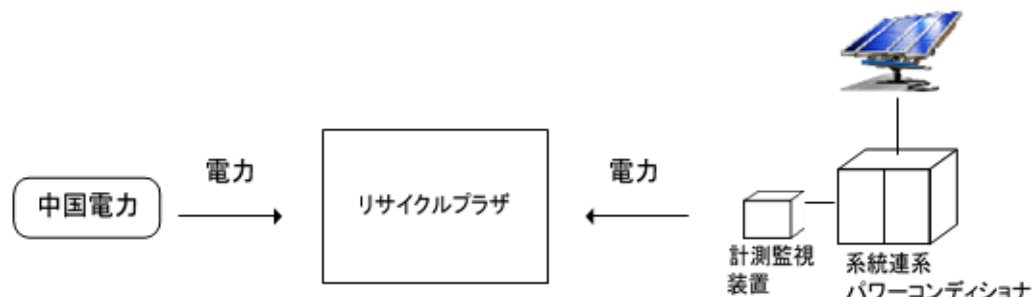 電力
電力
中国電力
リサイクルプラザ
計測監視
装置
系統連系
パワーコンディショナ